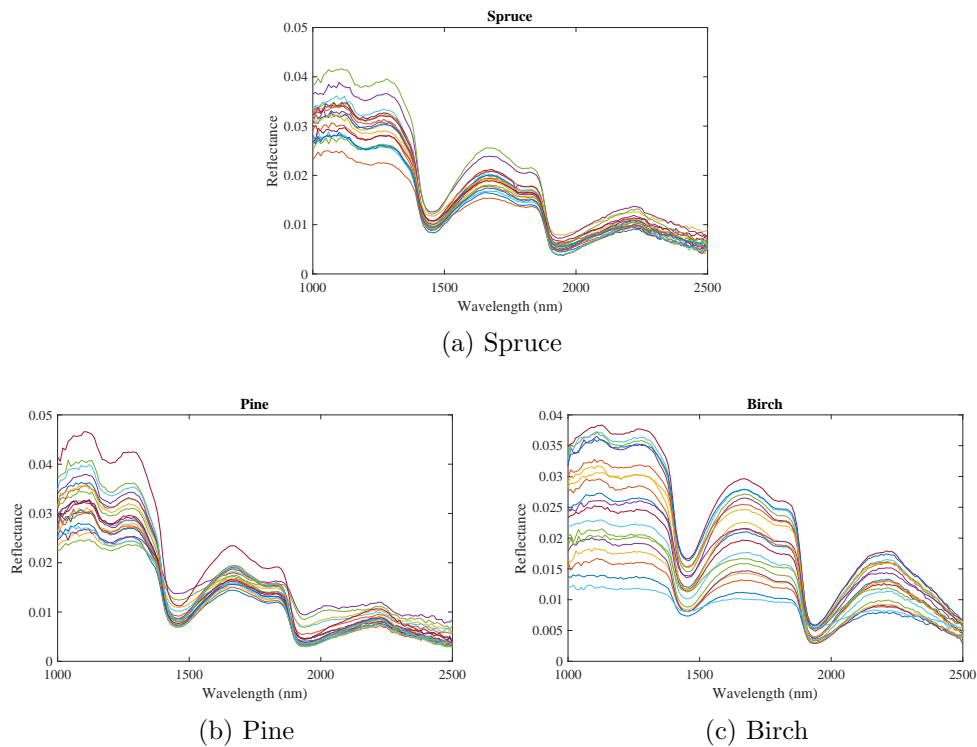 Spruce
0.05
0.04
0.03
0.02
0.01
0
Reflectance
1000 1500 2000 2500
Wavelength (nm)
(a) Spruce
Pine
0.05
0.04
0.03
0.02
0.01
0
Reflectance
1000 1500 2000 2500
Wavelength (nm)
(b) Pine
Birch
0.04
0.035
0.03
0.025
0.02
0.015
0.01
0.005
0
Reflectance
1000 1500 2000 2500
Wavelength (nm)
(c) Birch